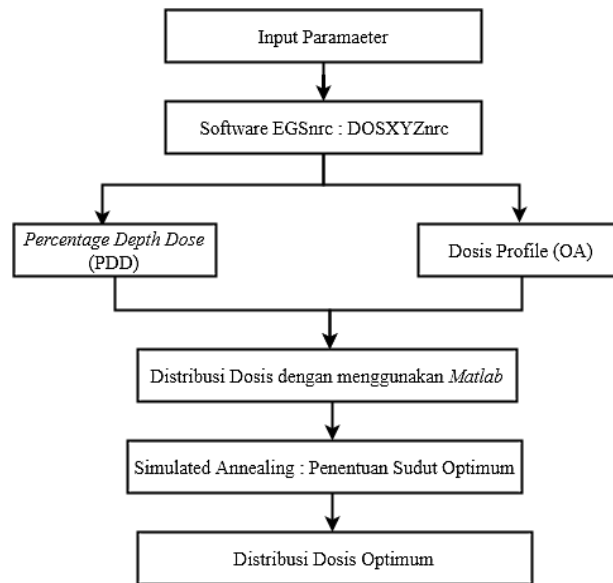 Input Paramaeter
Software EGSnrc : DOSXYZnrc
Percentage Depth Dose
(PDD)
Dosis Profile (OA)
Distribusi Dosis dengan menggunakan Matlab
Simulated Annealing : Penentuan Sudut Optimum
Distribusi Dosis Optimum